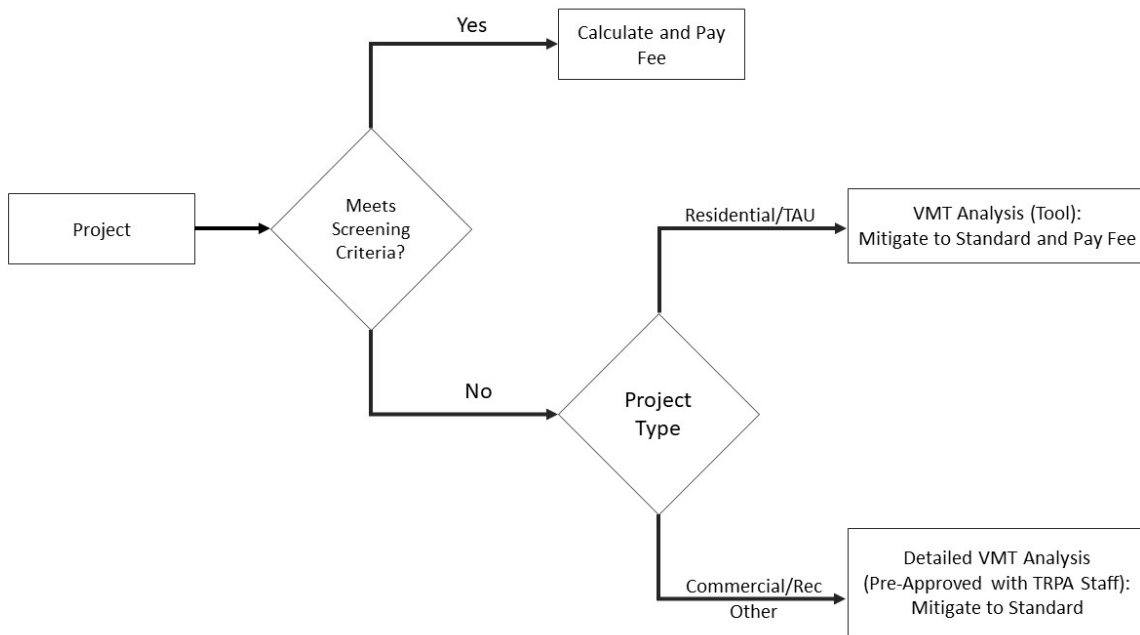 Yes
Calculate and Pay
Fee
Project
Meets
Screening
Criteria?
Residential/TAU
VMT Analysis (Tool):
Mitigate to Standard and Pay Fee
No
Project
Type
Commercial/Rec
Other
Detailed VMT Analysis
(Pre-Approved with TRPA Staff):
Mitigate to Standard